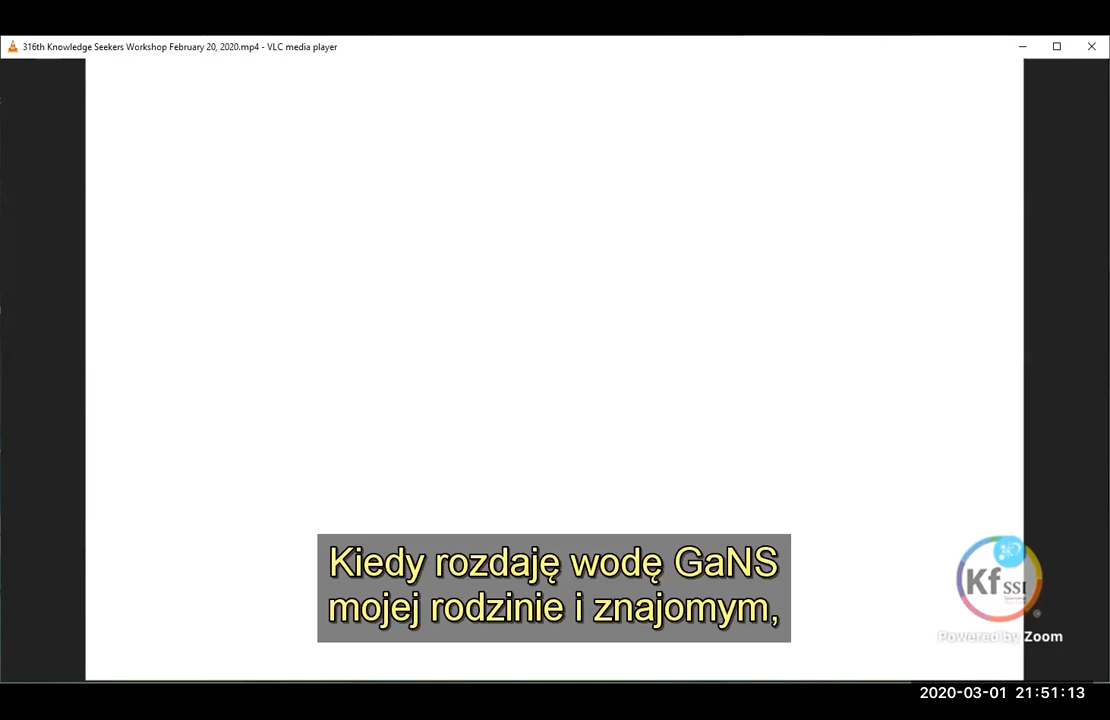 316th Knowledge Seekers Workshop February 20, 2020.mp4 - VLC media player
Kiedy rozdaję wodę GaNS
mojej rodzinie i znajomym,
Kf SSI
Powered by Zoom
2020-03-01 21:51:13